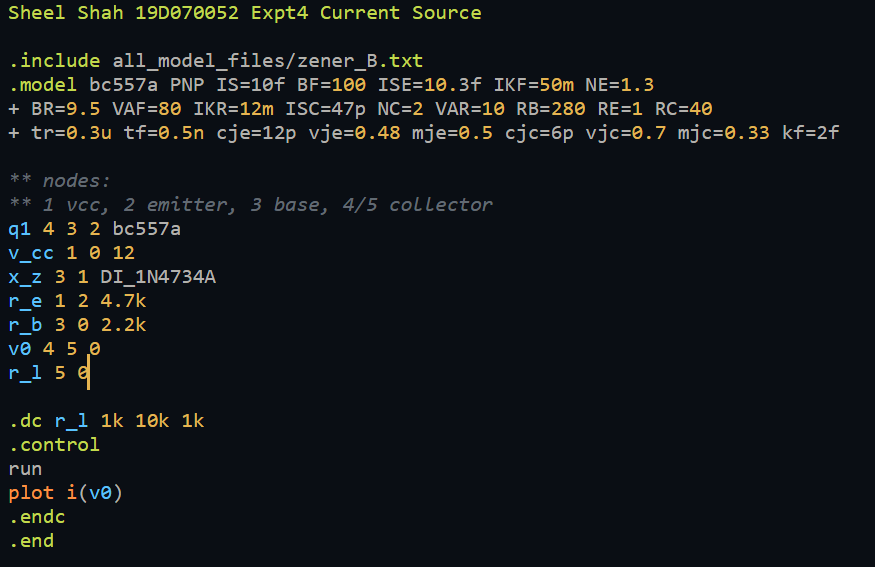 Sheel Shah 19D070052 Expt4 Current Source
.include all_model_files/zener_B.txt
.model bc557a PNP IS=10f BF=100 ISE=10.3f IKF=50m NE=1.3
+ BR=9.5 VAF=80 IKR=12m ISC=47p NC=2 VAR=10 RB=280 RE=1 RC=40
+ tr=0.3u tf=0.5n cje=12p vje=0.48 mje=0.5 cjc=6p vjc=0.7 mjc=0.33 kf=2f
** nodes:
** 1 vcc, 2 emitter, 3 base, 4/5 collector
q1 4 3 2 bc557a
v_cc 1 0 12
x_z 3 1 DI_1N4734A
r_e 1 2 4.7k
r_b 3 0 2.2k
v0 4 5 0
r_l 5 0
.dc r_l 1k 10k 1k
.control
run
plot i(v0)
.endc
.end